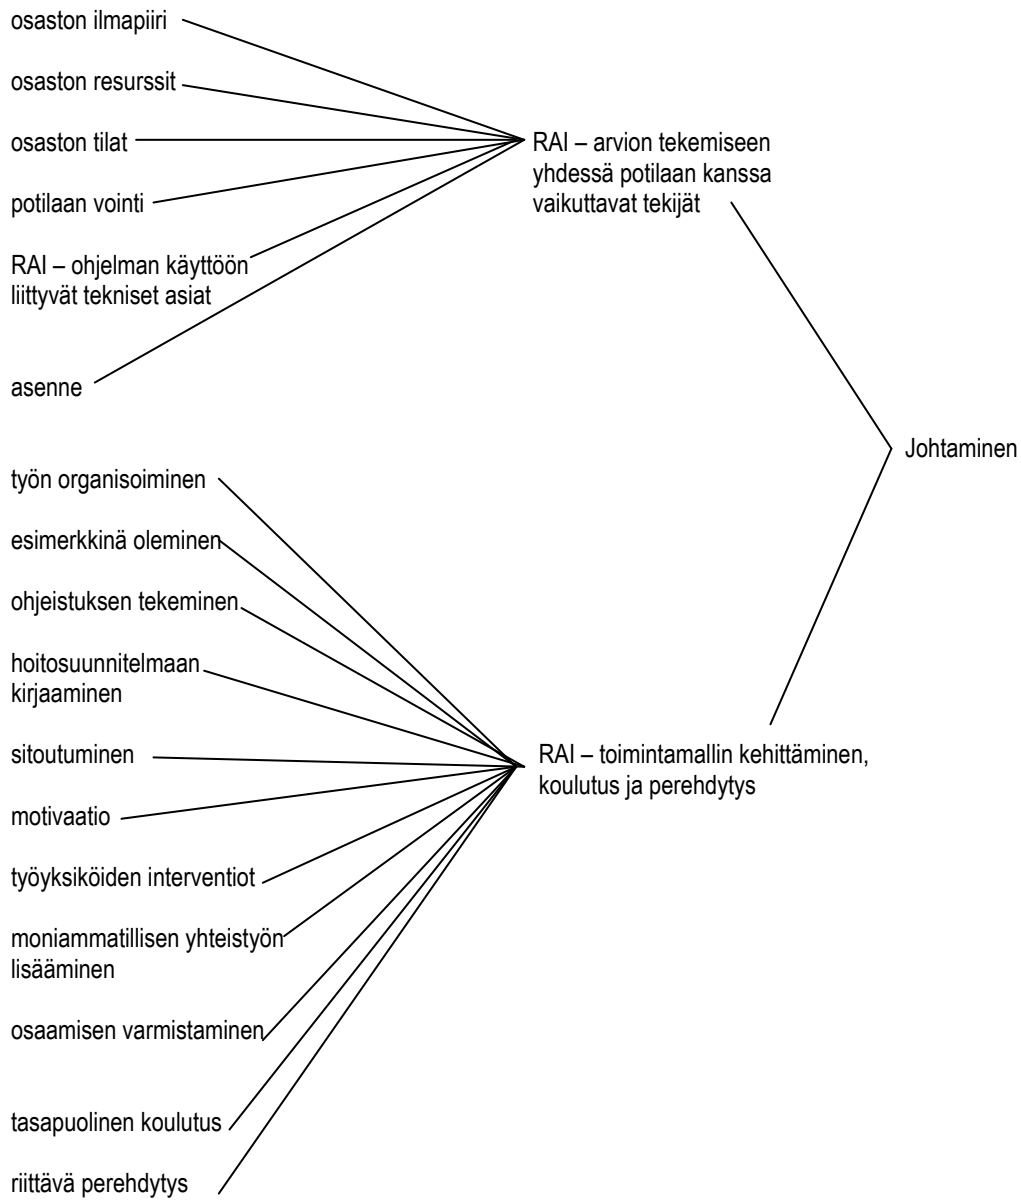 osaston ilmapiiri
osaston resurssit
osaston tilat
potilaan vointi
RAI – ohjelman käyttöön
liittyvät tekniset asiat
asenne
RAI – arvion tekemiseen
yhdessä potilaan kanssa
vaikuttavat tekijät
Johtaminen
työn organisoiminen
esimerkkinä oleminen
ohjeistuksen tekeminen
hoitosuunnitelmaan
kirjaaminen
sitoutuminen
motivaatio
työyksiköiden interventiot
moniammatillisen yhteistyön
lisääminen
osaamisen varmistaminen
tasapuolinen koulutus
riittävä perehdytys
RAI – toimintamallin kehittäminen,
koulutus ja perehdytys